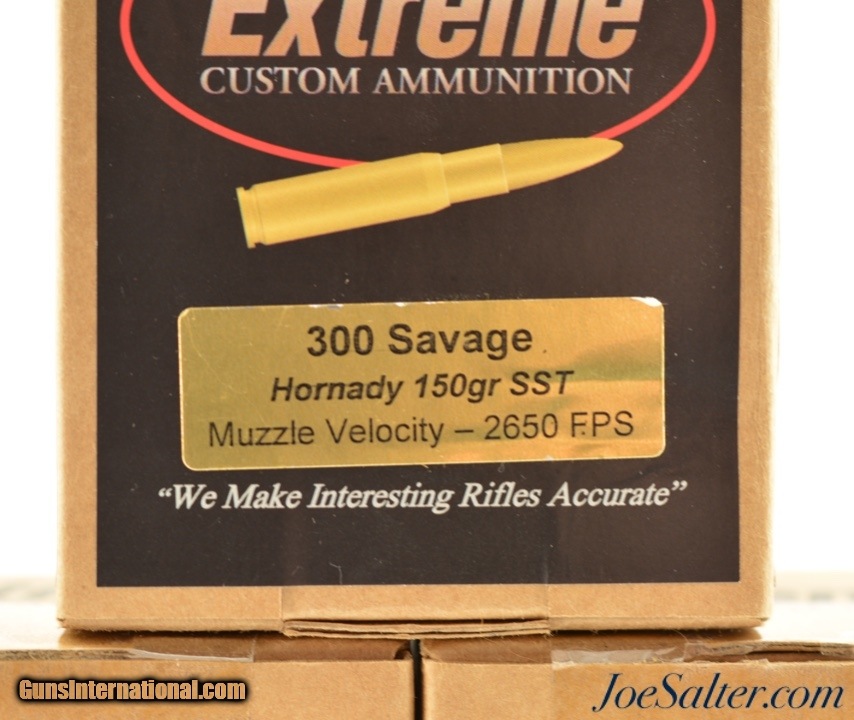 Extreme
CUSTOM AMMUNITION
300 Savage
Hornady 150gr SST
Muzzle Velocity – 2650 FPS
“We Make Interesting Rifles Accurate”
GunsInternational.com
JoeSalter.com